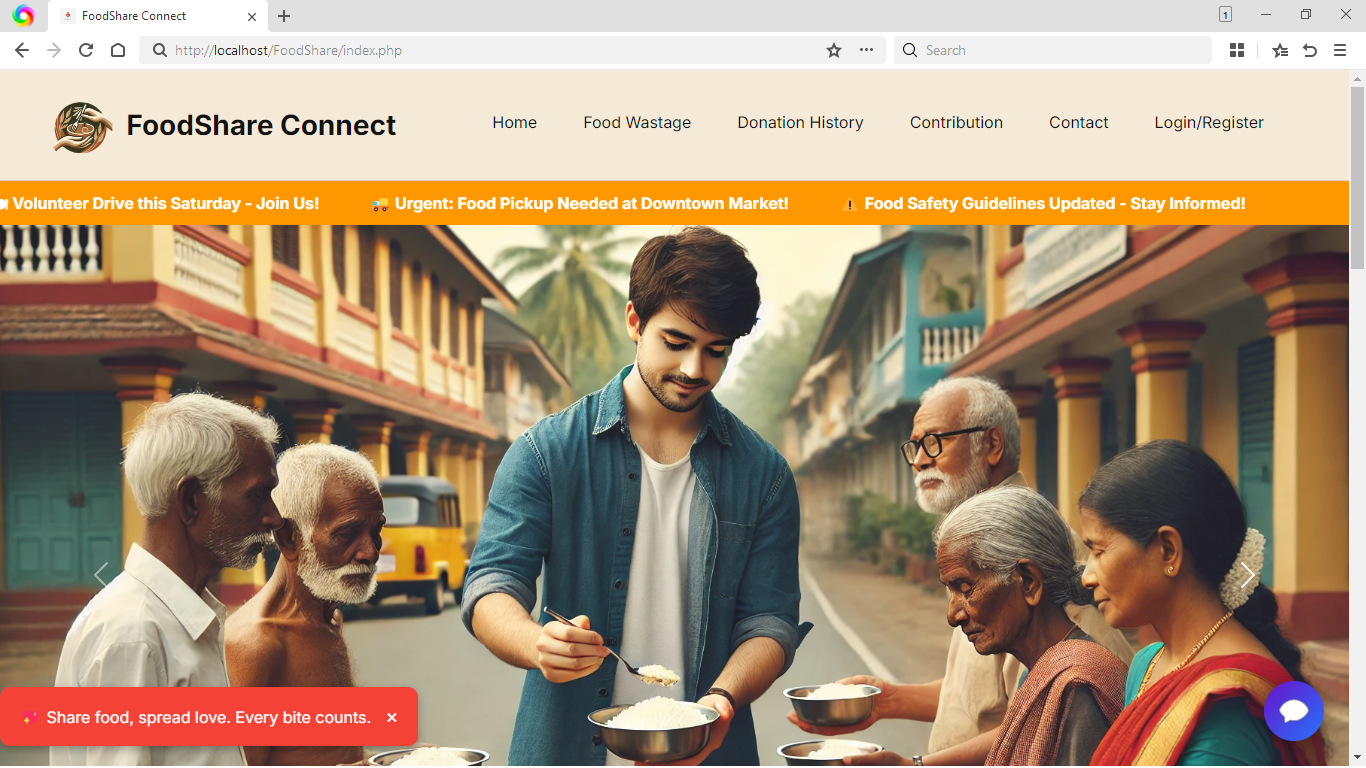 FoodShare Connect
1
http://localhost/FoodShare/index.php
Search
FoodShare Connect
Home Food Wastage Donation History Contribution Contact Login/Register
Volunteer Drive this Saturday - Join Us! 🚚 Urgent: Food Pickup Needed at Downtown Market! ⚠️ Food Safety Guidelines Updated - Stay Informed!
💖 Share food, spread love. Every bite counts. ×